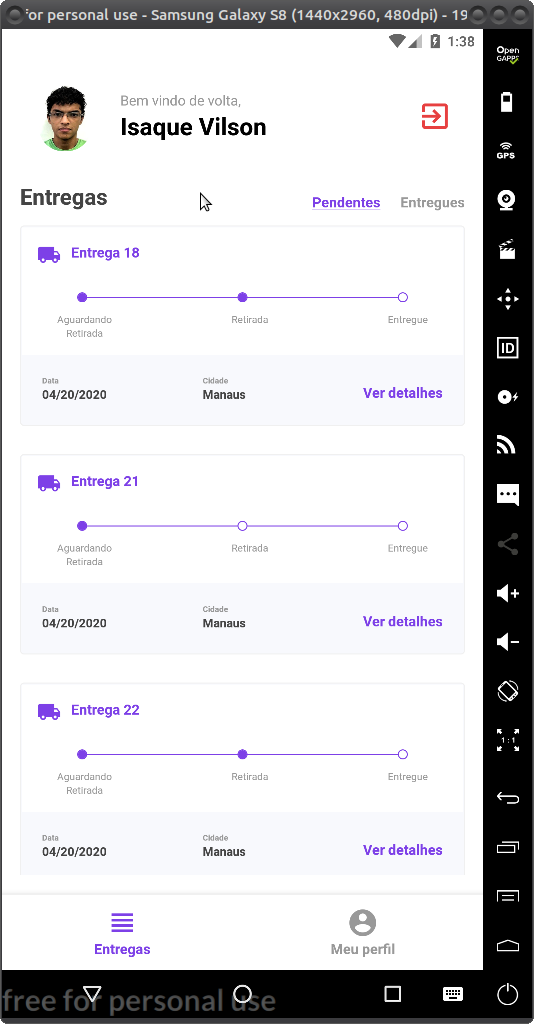 for personal use - Samsung Galaxy S8 (1440x2960, 480dpi) - 19
1:38
Open
GAPPS
Bem vindo de volta,
Isaque Vilson
GPS
Entregas
Pendentes
Entregues
Entrega 18
Aguardando
Retirada
Retirada
Entregue
ID
Data
04/20/2020
Cidade
Manaus
Ver detalhes
Entrega 21
Aguardando
Retirada
Retirada
Entregue
Data
04/20/2020
Cidade
Manaus
Ver detalhes
Entrega 22
Aguardando
Retirada
Retirada
Entregue
1:1
Data
04/20/2020
Cidade
Manaus
Ver detalhes
Entregas
Meu perfil
free for personal use